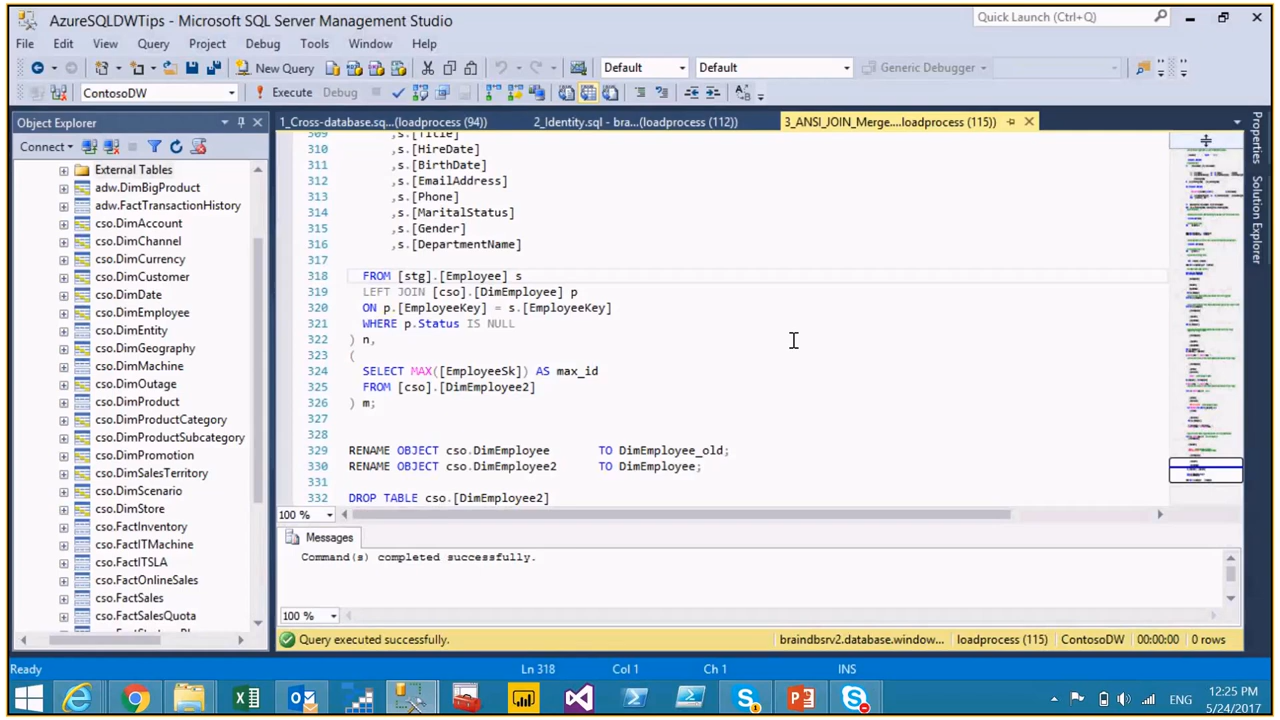 AzureSQLDWTips - Microsoft SQL Server Management Studio
Quick Launch (Ctrl+Q)
File Edit View Query Project Debug Tools Window Help
New Query Default Default Generic Debugger
ContosoDW Execute Debug
Object Explorer
1_Cross-database.sq...(loadprocess (94)) 2_Identity.sql - bra...(loadprocess (112)) 3_ANSI_JOIN_Merge....loadprocess (115))
Connect
External Tables
adw.DimBigProduct
adw.FactTransactionHistory
cso.DimAccount
cso.DimChannel
cso.DimCurrency
cso.DimCustomer
cso.DimDate
cso.DimEmployee
cso.DimEntity
cso.DimGeography
cso.DimMachine
cso.DimOutage
cso.DimProduct
cso.DimProductCategory
cso.DimProductSubcategory
cso.DimPromotion
cso.DimSalesTerritory
cso.DimScenario
cso.DimStore
cso.FactInventory
cso.FactITMachine
cso.FactITSLA
cso.FactOnlineSales
cso.FactSales
cso.FactSalesQuota
309 ,s.[Title]
310 ,s.[HireDate]
311 ,s.[BirthDate]
312 ,s.[EmailAddress]
313 ,s.[Phone]
314 ,s.[MaritalStatus]
315 ,s.[Gender]
316 ,s.[DepartmentName]
317
318 FROM [stg].[Employee] s
319 LEFT JOIN [cso].[DimEmployee] p
320 ON p.[EmployeeKey] = s.[EmployeeKey]
321 WHERE p.Status IS NULL
322 ) n,
323 (
324 SELECT MAX([EmployeeSk]) AS max_id
325 FROM [cso].[DimEmployee2]
326 ) m;
327
328
329 RENAME OBJECT cso.DimEmployee TO DimEmployee_old;
330 RENAME OBJECT cso.DimEmployee2 TO DimEmployee;
331
332 DROP TABLE cso.[DimEmployee2]
100 %
Messages
Command(s) completed successfully.
100 %
Query executed successfully. braindbsrv2.database.window... loadprocess (115) ContosoDW 00:00:00 0 rows
Properties
Solution Explorer
Ready Ln 318 Col 1 Ch 1 INS
ENG
12:25 PM
5/24/2017